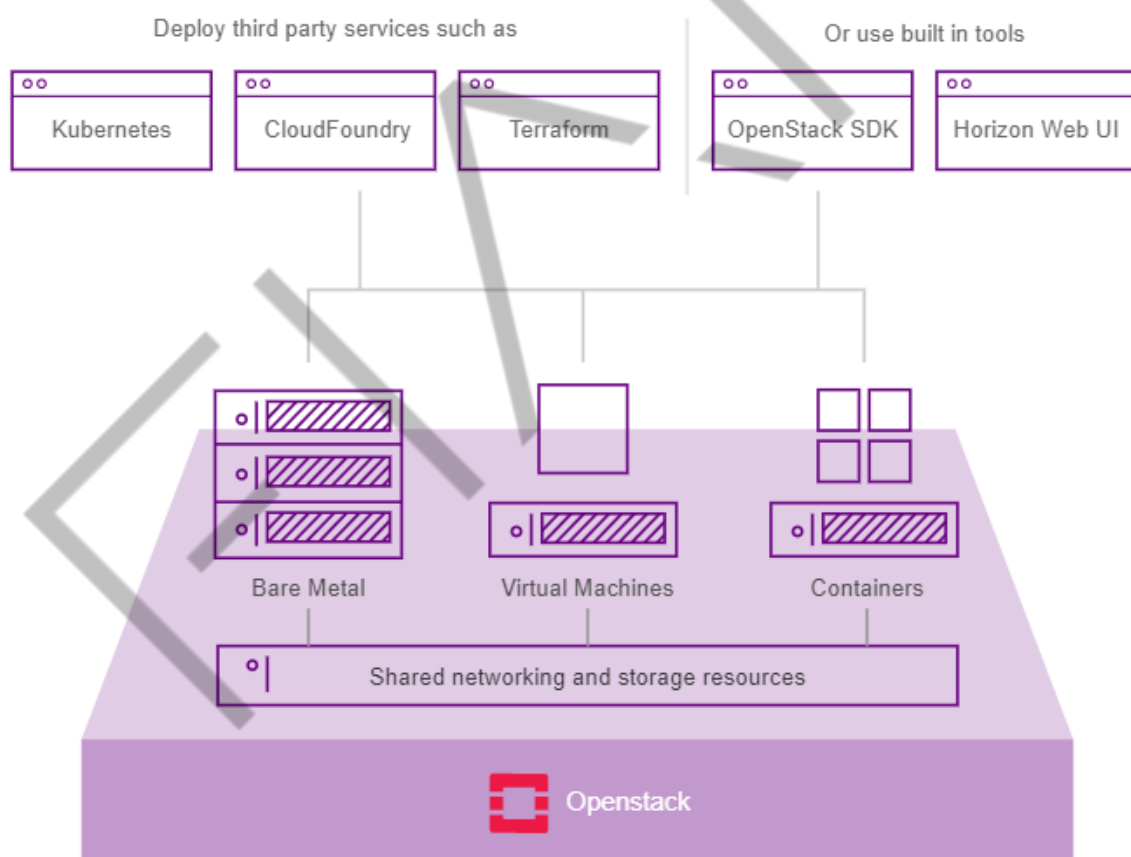 Deploy third party services such as
Or use built in tools
Kubernetes
CloudFoundry
Terraform
OpenStack SDK
Horizon Web UI
Bare Metal
Virtual Machines
Containers
Shared networking and storage resources
Openstack